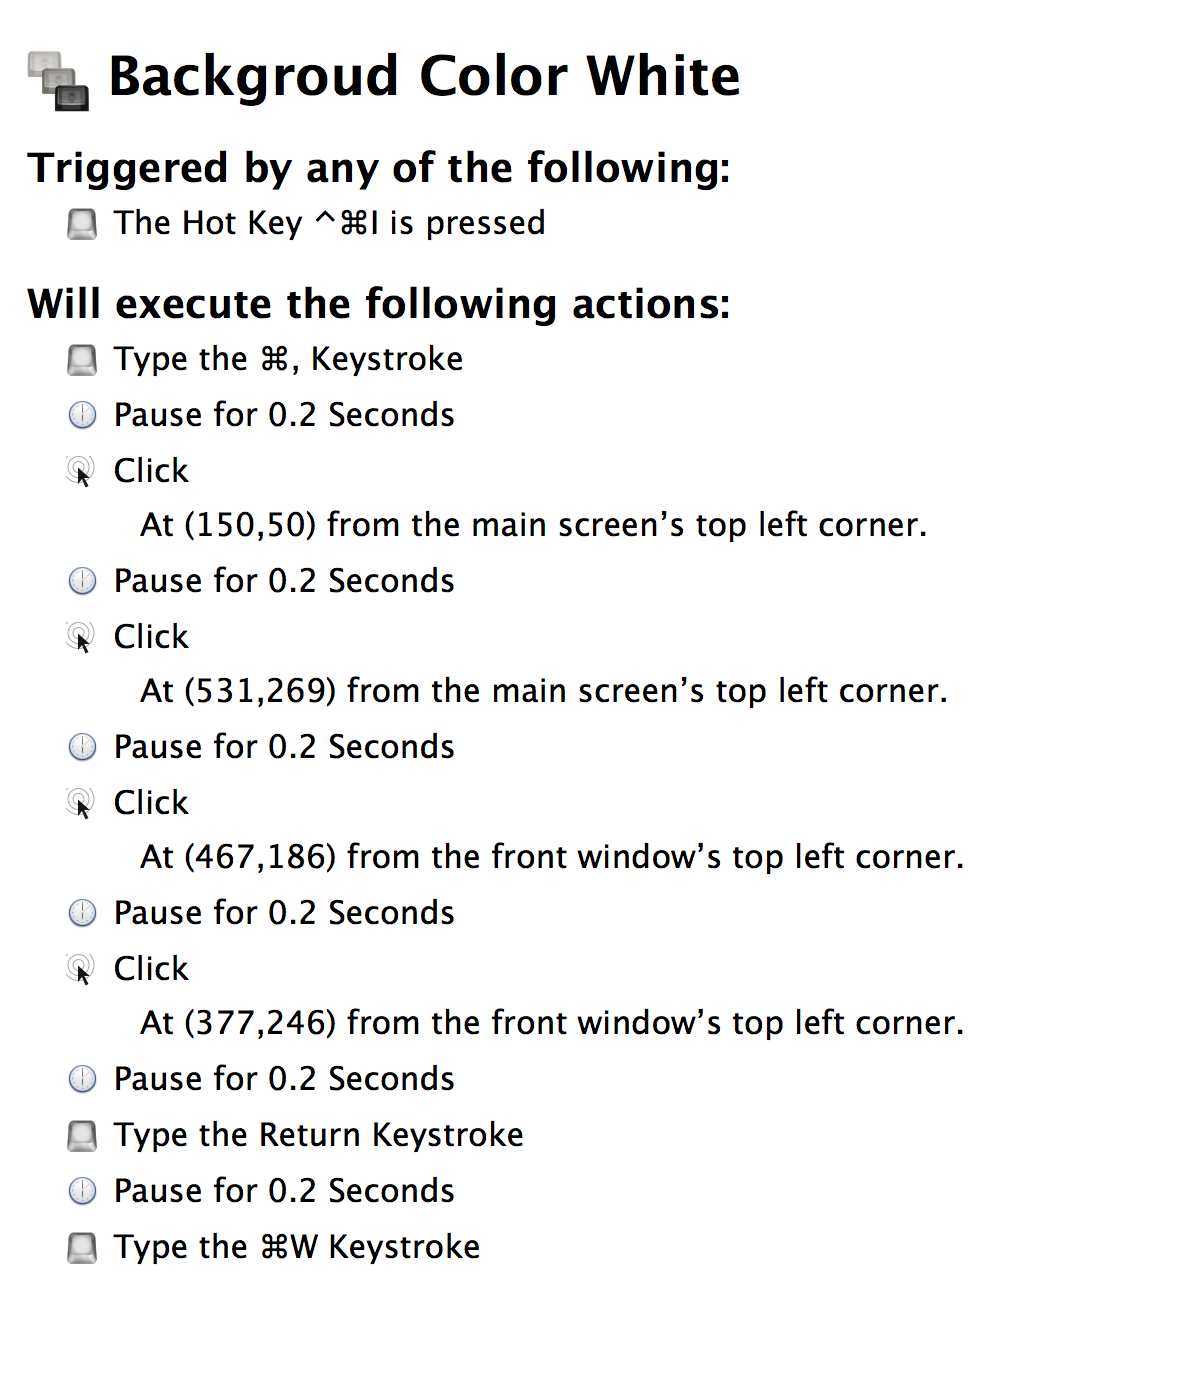 Backgroud Color White
Triggered by any of the following:
The Hot Key ^⌘I is pressed
Will execute the following actions:
Type the ⌘, Keystroke
Pause for 0.2 Seconds
Click
At (150,50) from the main screen’s top left corner.
Pause for 0.2 Seconds
Click
At (531,269) from the main screen’s top left corner.
Pause for 0.2 Seconds
Click
At (467,186) from the front window’s top left corner.
Pause for 0.2 Seconds
Click
At (377,246) from the front window’s top left corner.
Pause for 0.2 Seconds
Type the Return Keystroke
Pause for 0.2 Seconds
Type the ⌘W Keystroke